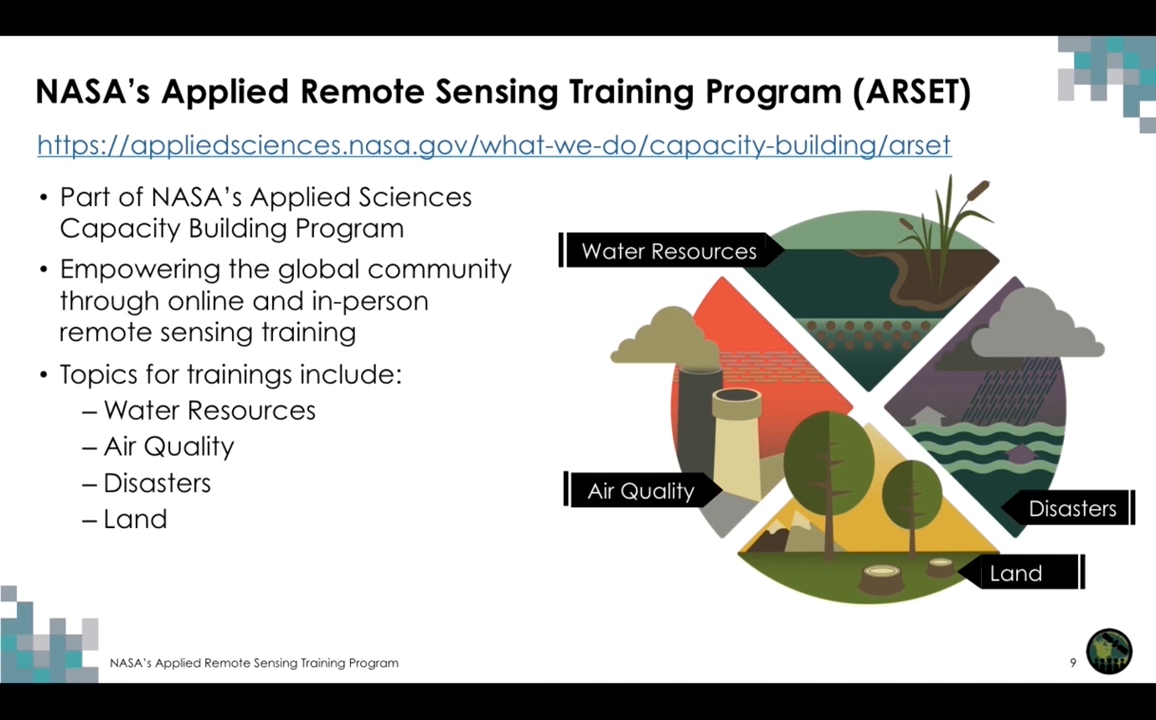 NASA’s Applied Remote Sensing Training Program (ARSET)
https://appliedsciences.nasa.gov/what-we-do/capacity-building/arset
• Part of NASA’s Applied Sciences
Capacity Building Program
• Empowering the global community
through online and in-person
remote sensing training
• Topics for trainings include:
– Water Resources
– Air Quality
– Disasters
– Land
Water Resources
Air Quality
Disasters
Land
NASA’s Applied Remote Sensing Training Program
9